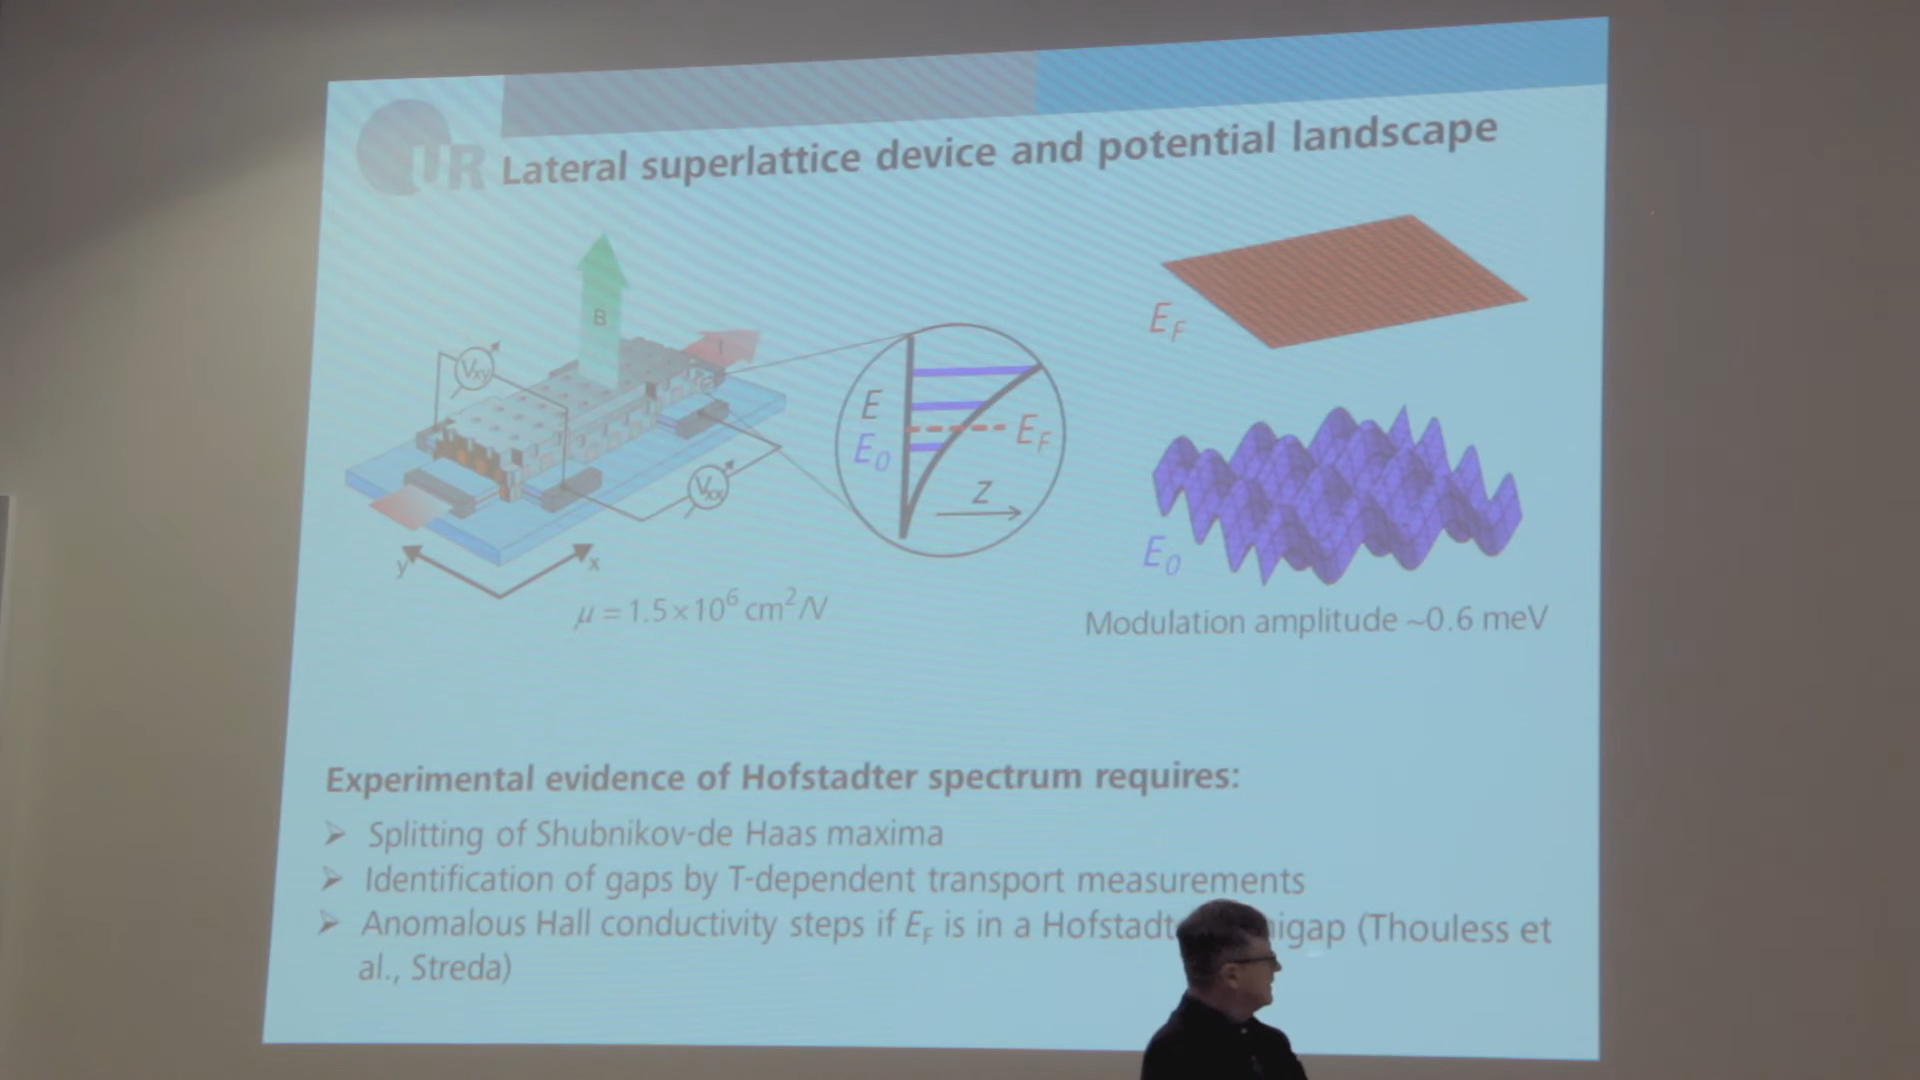 UR
Lateral superlattice device and potential landscape
B
I
Vxy
Vxx
y
x
E
E0
EF
Z
EF
E0
μ = 1.5×10⁶ cm²/V
Modulation amplitude ~0.6 meV
Experimental evidence of Hofstadter spectrum requires:
➢ Splitting of Shubnikov-de Haas maxima
➢ Identification of gaps by T-dependent transport measurements
➢ Anomalous Hall conductivity steps if EF is in a (Thouless et
al., Streda)